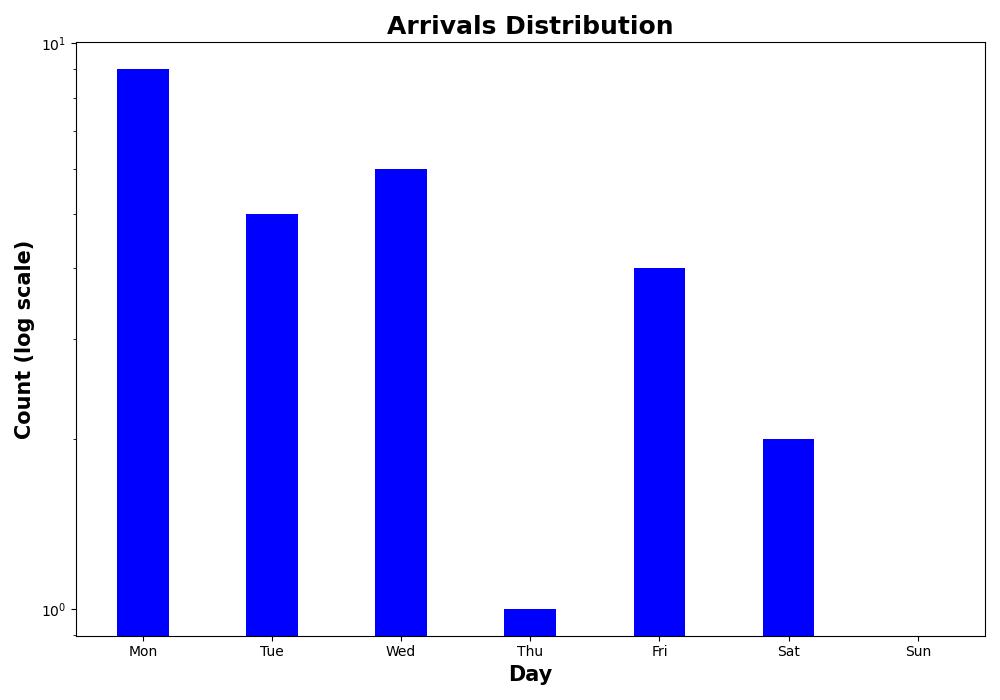 Arrivals Distribution
10¹
10⁰
Count (log scale)
Mon Tue Wed Thu Fri Sat Sun
Day